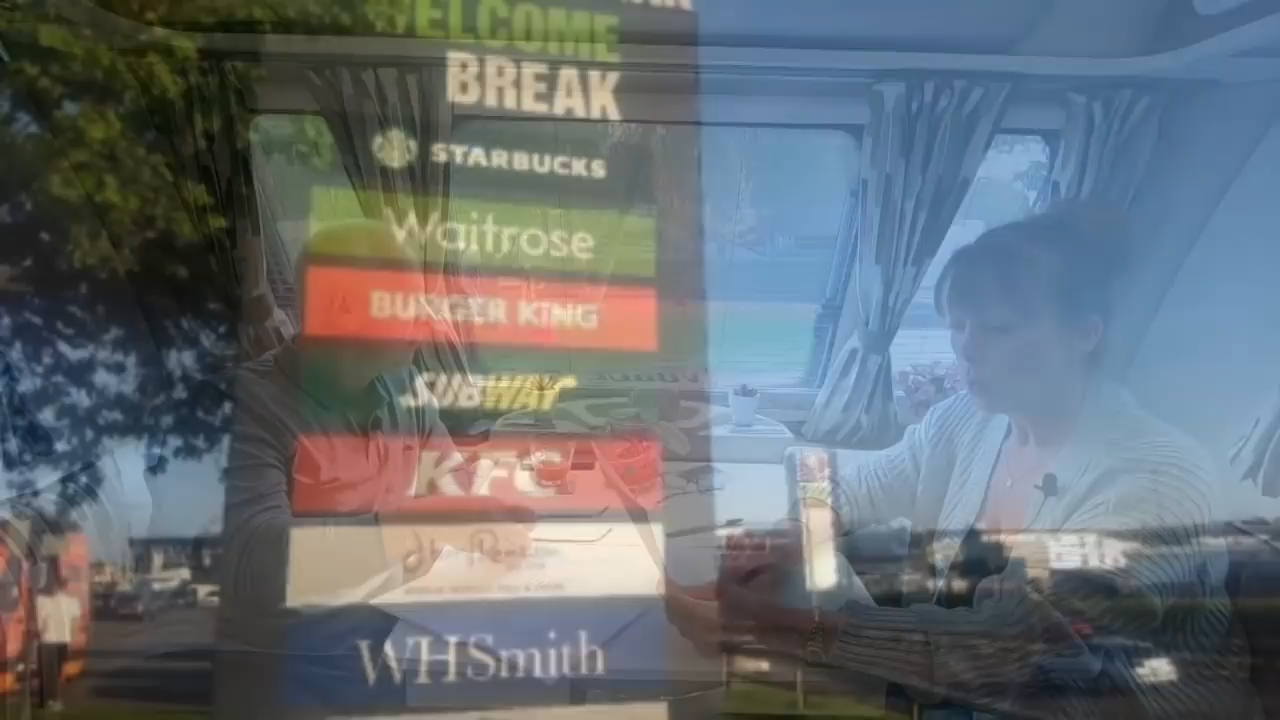 WELCOME
BREAK
STARBUCKS
Waitrose
BURGER KING
SUBWAY
KFC
WHSmith